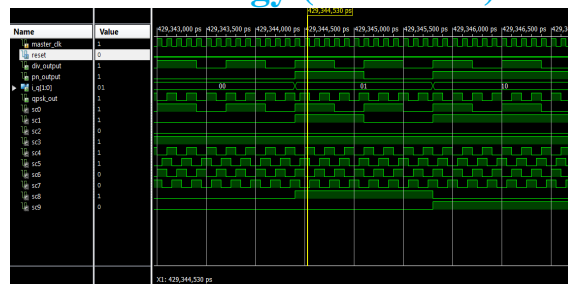 gy (
429,344,530 ps
Name Value 429,343,000 ps 429,343,500 ps 429,344,000 ps 429,344,500 ps 429,345,000 ps 429,345,500 ps 429,346,000 ps 429,346,500 ps 429,3
master_clk 1
reset 0
div_output 1
pn_output 1
i_q[1:0] 01 00 01 10
qpsk_out 1
sc0 1
sc1 1
sc2 0
sc3 1
sc4 1
sc5 1
sc6 0
sc7 0
sc8 1
sc9 0
X1: 429,344,530 ps